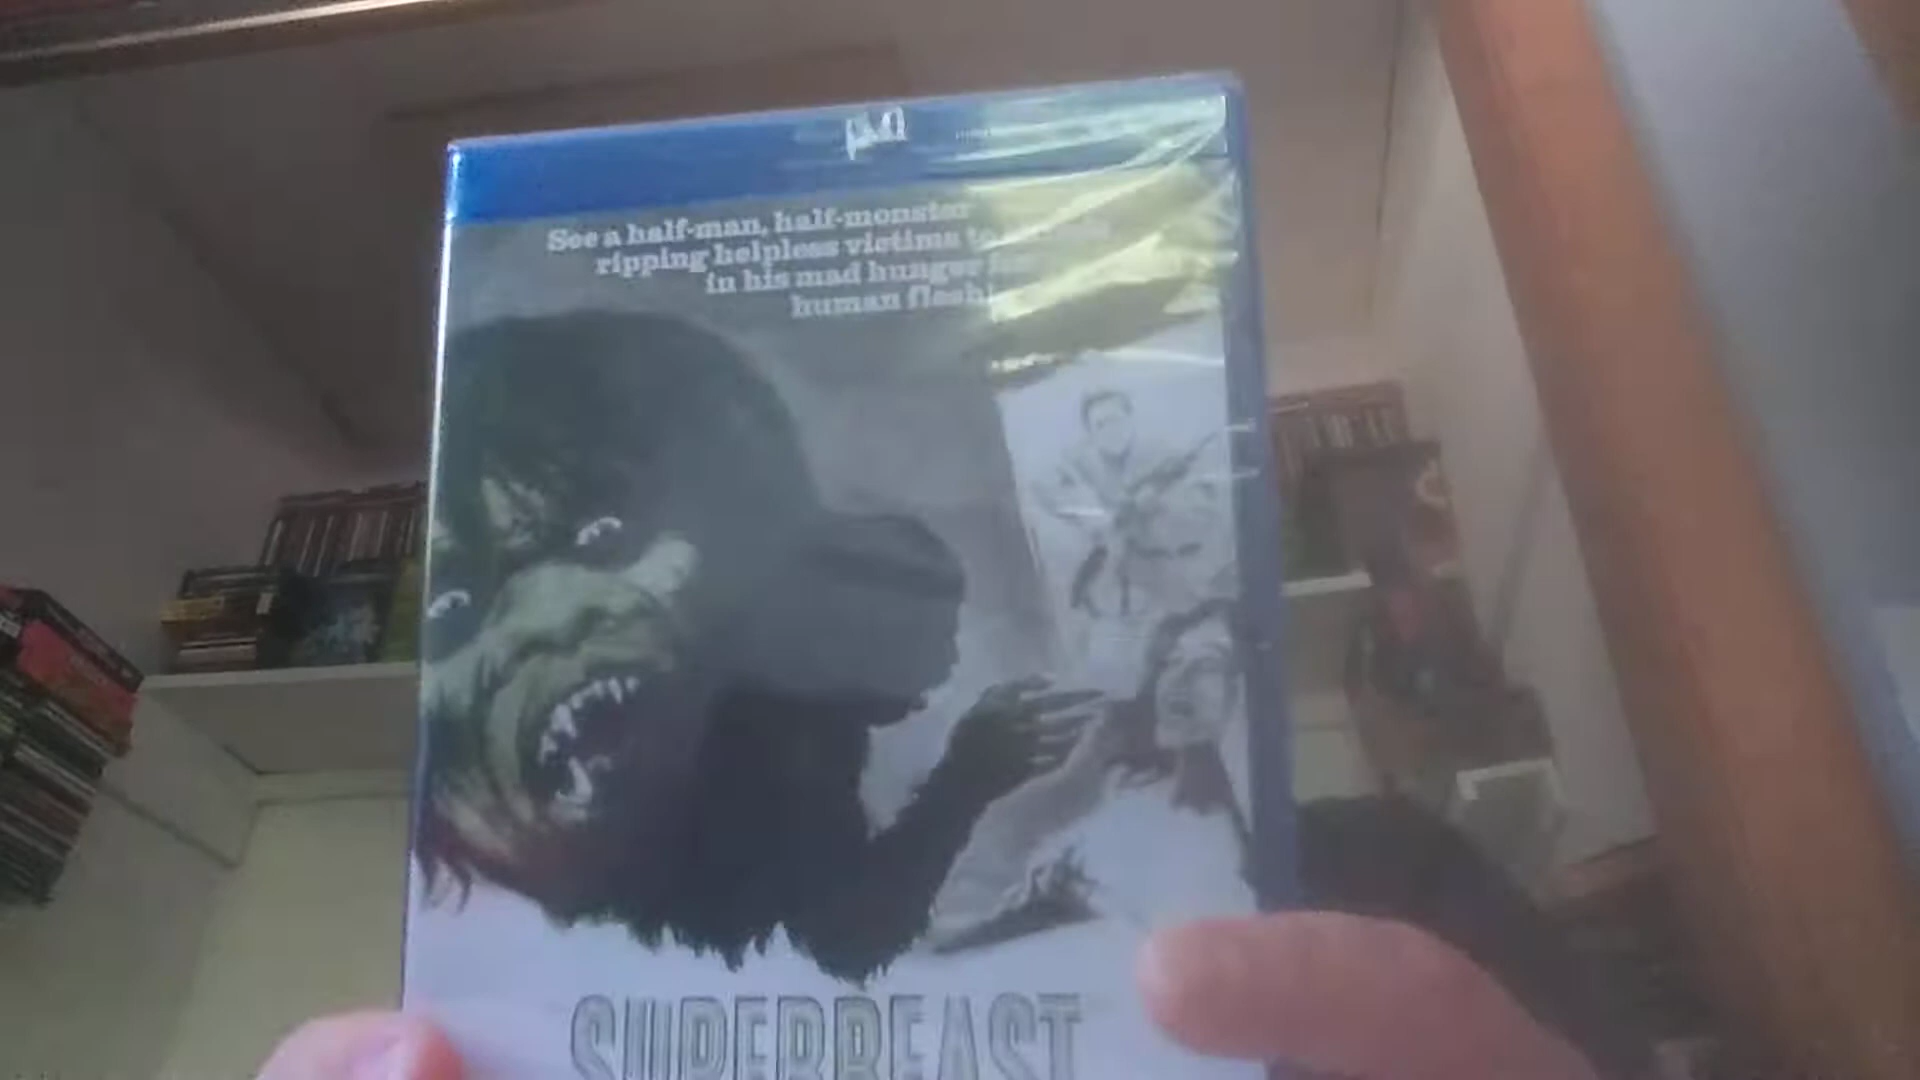 See a half-man, half-monster
ripping helpless victims
in his mad hunger
human flesh!
SUPERBEAST